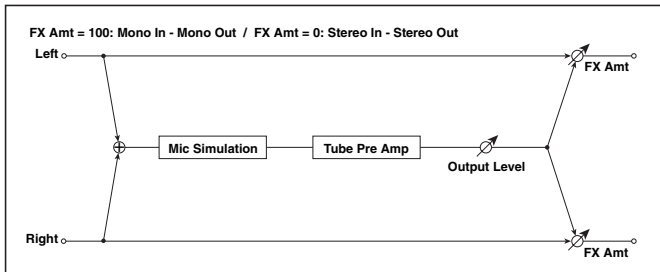 FX Amt = 100: Mono In - Mono Out / FX Amt = 0: Stereo In - Stereo Out
Left
FX Amt
Mic Simulation
Tube Pre Amp
Output Level
Right
FX Amt